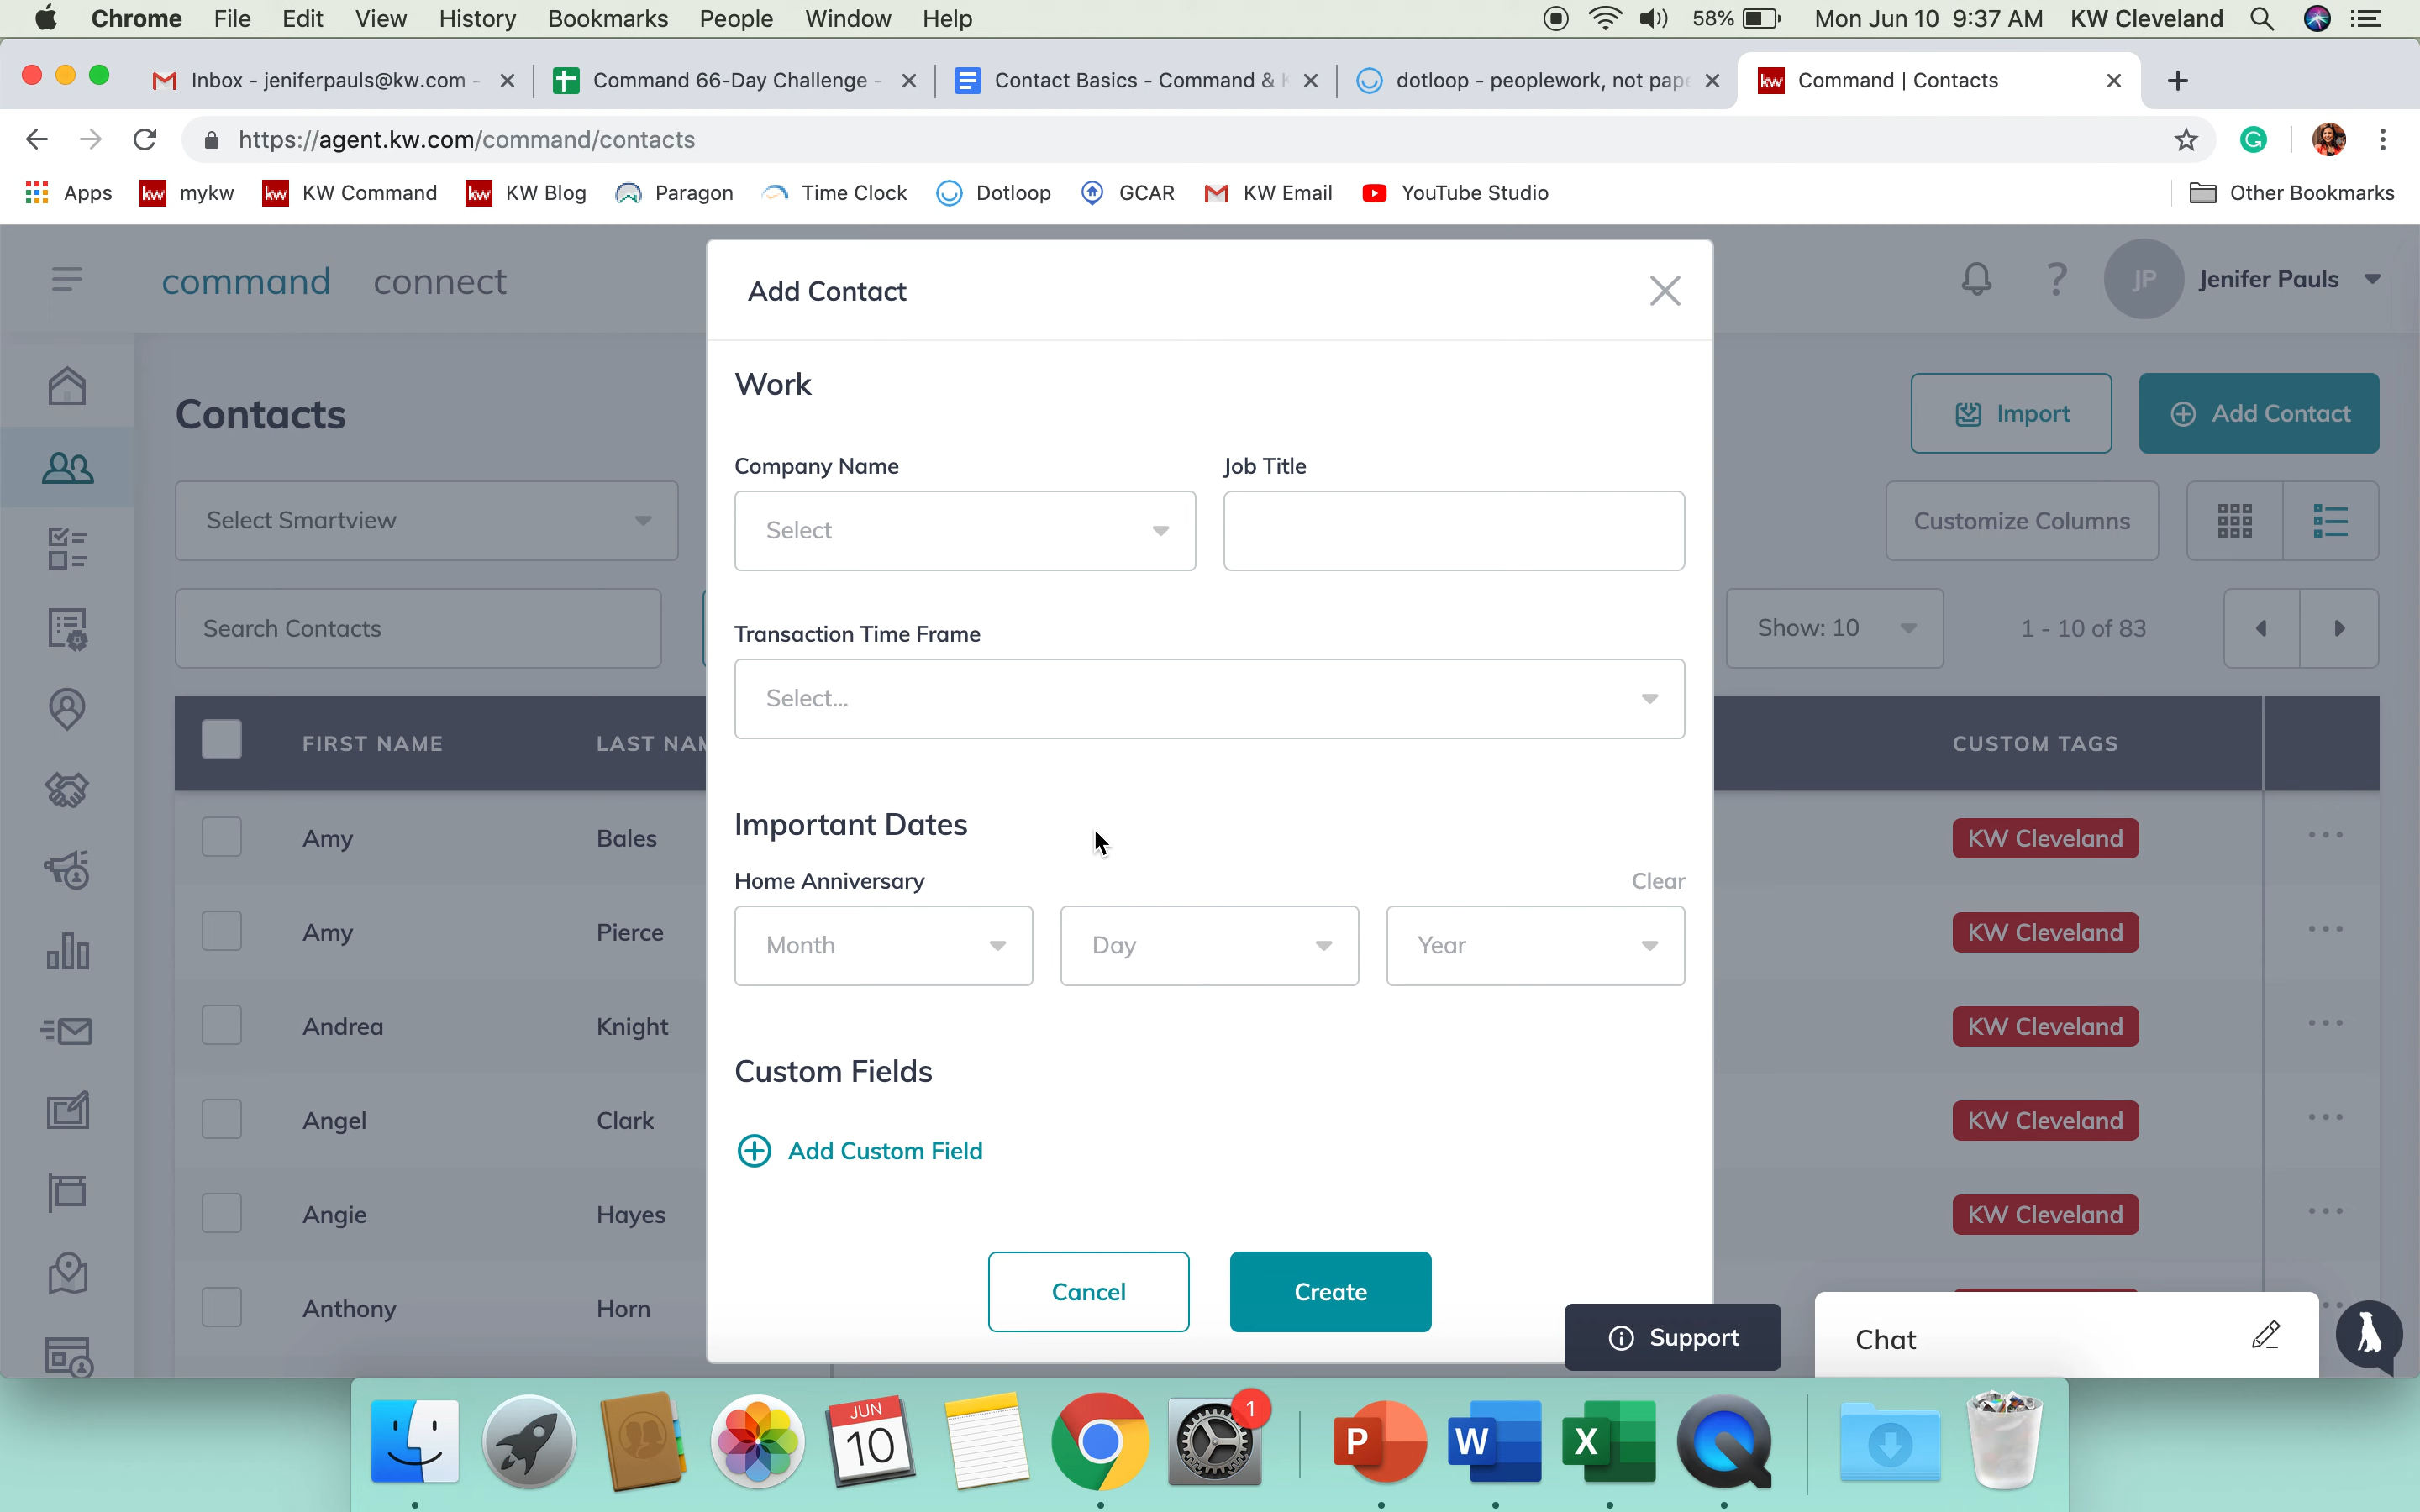 Chrome File Edit View History Bookmarks People Window Help 58% Mon Jun 10 9:37 AM KW Cleveland
Inbox - jeniferpauls@kw.com - Command 66-Day Challenge - Contact Basics - Command & dotloop - peoplework, not pape kw Command | Contacts
https://agent.kw.com/command/contacts
Apps kw mykw kw KW Command kw KW Blog Paragon Time Clock Dotloop GCAR KW Email YouTube Studio Other Bookmarks
command connect
Add Contact
? JP Jenifer Pauls
Work
Contacts
Import Add Contact
Company Name Job Title
Select Smartview
Select
Customize Columns
Search Contacts
Transaction Time Frame
Show: 10 1 - 10 of 83
Select...
FIRST NAME LAST NAM CUSTOM TAGS
Amy Bales KW Cleveland
Important Dates
Home Anniversary Clear
Amy Pierce KW Cleveland
Month Day Year
Andrea Knight KW Cleveland
Custom Fields
Angel Clark KW Cleveland
Add Custom Field
Angie Hayes KW Cleveland
Cancel Create
Anthony Horn
Support
Chat
JUN
10
1
P W X